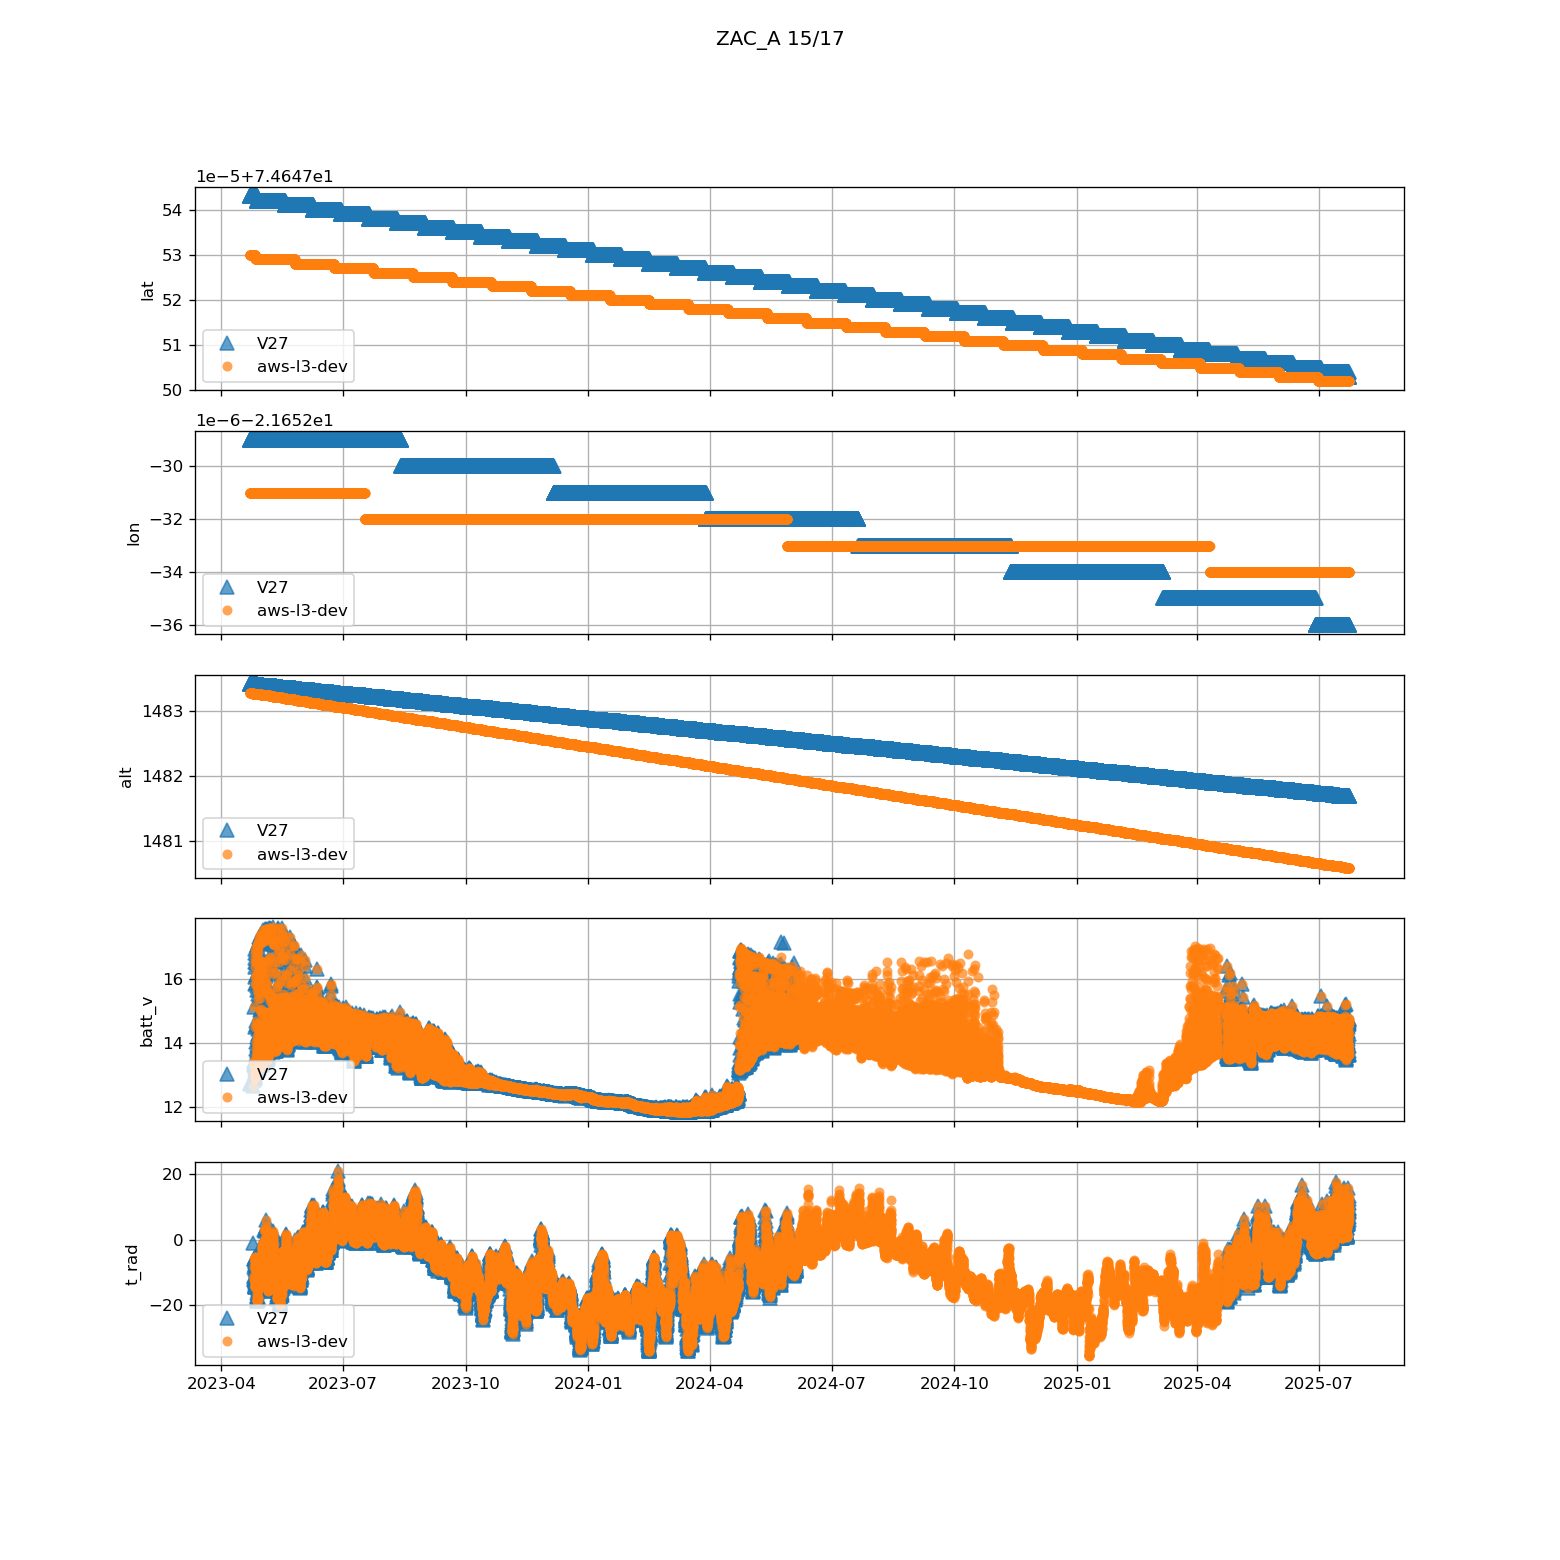 ZAC_A 15/17
1e−5+7.4647e1
54
53
52
51
50
lat
V27
aws-l3-dev
1e−6−2.1652e1
−30
−32
−34
−36
lon
V27
aws-l3-dev
1483
1482
1481
alt
V27
aws-l3-dev
16
14
12
batt_v
V27
aws-l3-dev
20
0
−20
t_rad
V27
aws-l3-dev
2023-04 2023-07 2023-10 2024-01 2024-04 2024-07 2024-10 2025-01 2025-04 2025-07